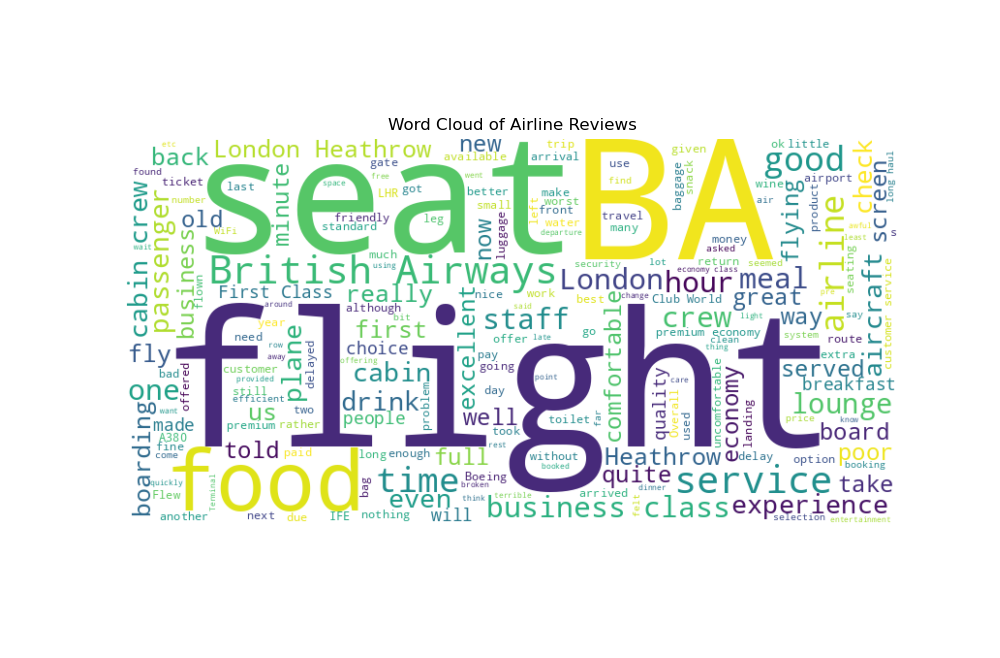 Word Cloud of Airline Reviews
etc
found
back
London Heathrow
new
trip
given
ok little
available
arrival
use
good
ticket
gate
minute
last
space
free
went
better
make
find
baggage
snack
wine
airport
check
long haul
number
LHR
got
small
worst
left
air
product
seat
BA
old
WiFi
friendly
standard
leg
luggage
front
water
travel
many
flying
screen
cabin crew
passenger
business
now
departure
money
asked
airline
s
wait
much
using
security
lot
return
seemed
awful
least
seating
flown
British Airways
London
hour
economy class
meal
aircraft
customer service
First Class
really
nice
work
best
change
Club World
great
pre
around
although
said
light
year
bit
excellent
staff
offer
late
go
crew
way
say
need
first
comfortable
premium economy
system
route
fly
row
away
plane
delayed
choice
offering
pay
going
clean
thing
extra
served
bad
customer
provided
cabin
point
care
uncomfortable
breakfast
offered
still
efficient
day
quality
Overall
used
economy
one
want
flight
drink
problem
price
lounge
boarding
made
us
two
people
well
toilet
far
landing
know
board
premium
rather
took
A380
fine
told
paid
long
enough
full
rest
without
Heathrow
delay
option
poor
come
food
Boeing
booked
quite
booking
quickly
bag
time
broken
dinner
service
take
Flew
Terminal
even
think
terrible
arrived
felt
experience
another
next
due
IFE
nothing
Will
business class
selection
entertainment